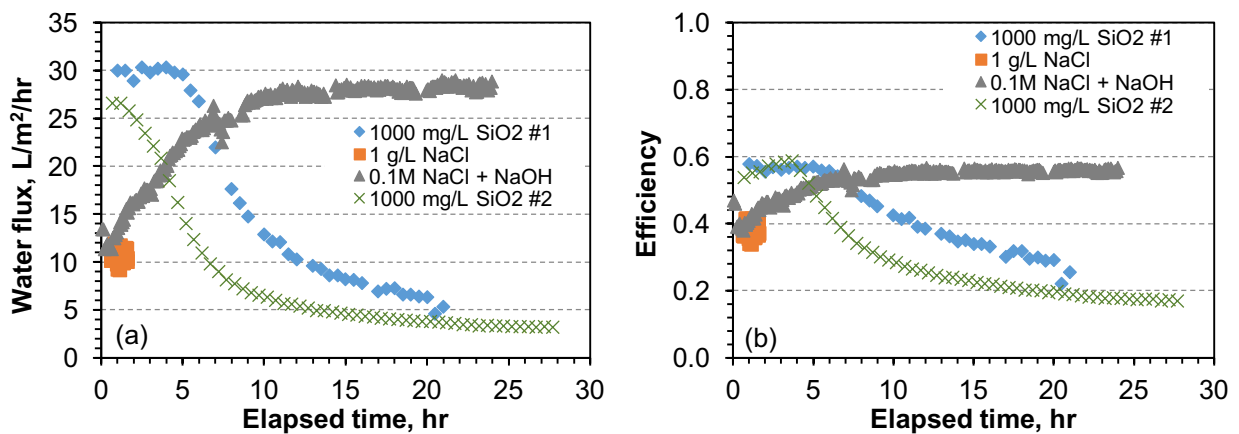 35
30
25
20
15
10
5
0
Water flux, L/m²/hr
1000 mg/L SiO2 #1
1 g/L NaCl
0.1M NaCl + NaOH
1000 mg/L SiO2 #2
(a)
0 5 10 15 20 25 30
Elapsed time, hr
1.0
0.8
0.6
0.4
0.2
0.0
Efficiency
1000 mg/L SiO2 #1
1 g/L NaCl
0.1M NaCl + NaOH
1000 mg/L SiO2 #2
(b)
0 5 10 15 20 25 30
Elapsed time, hr